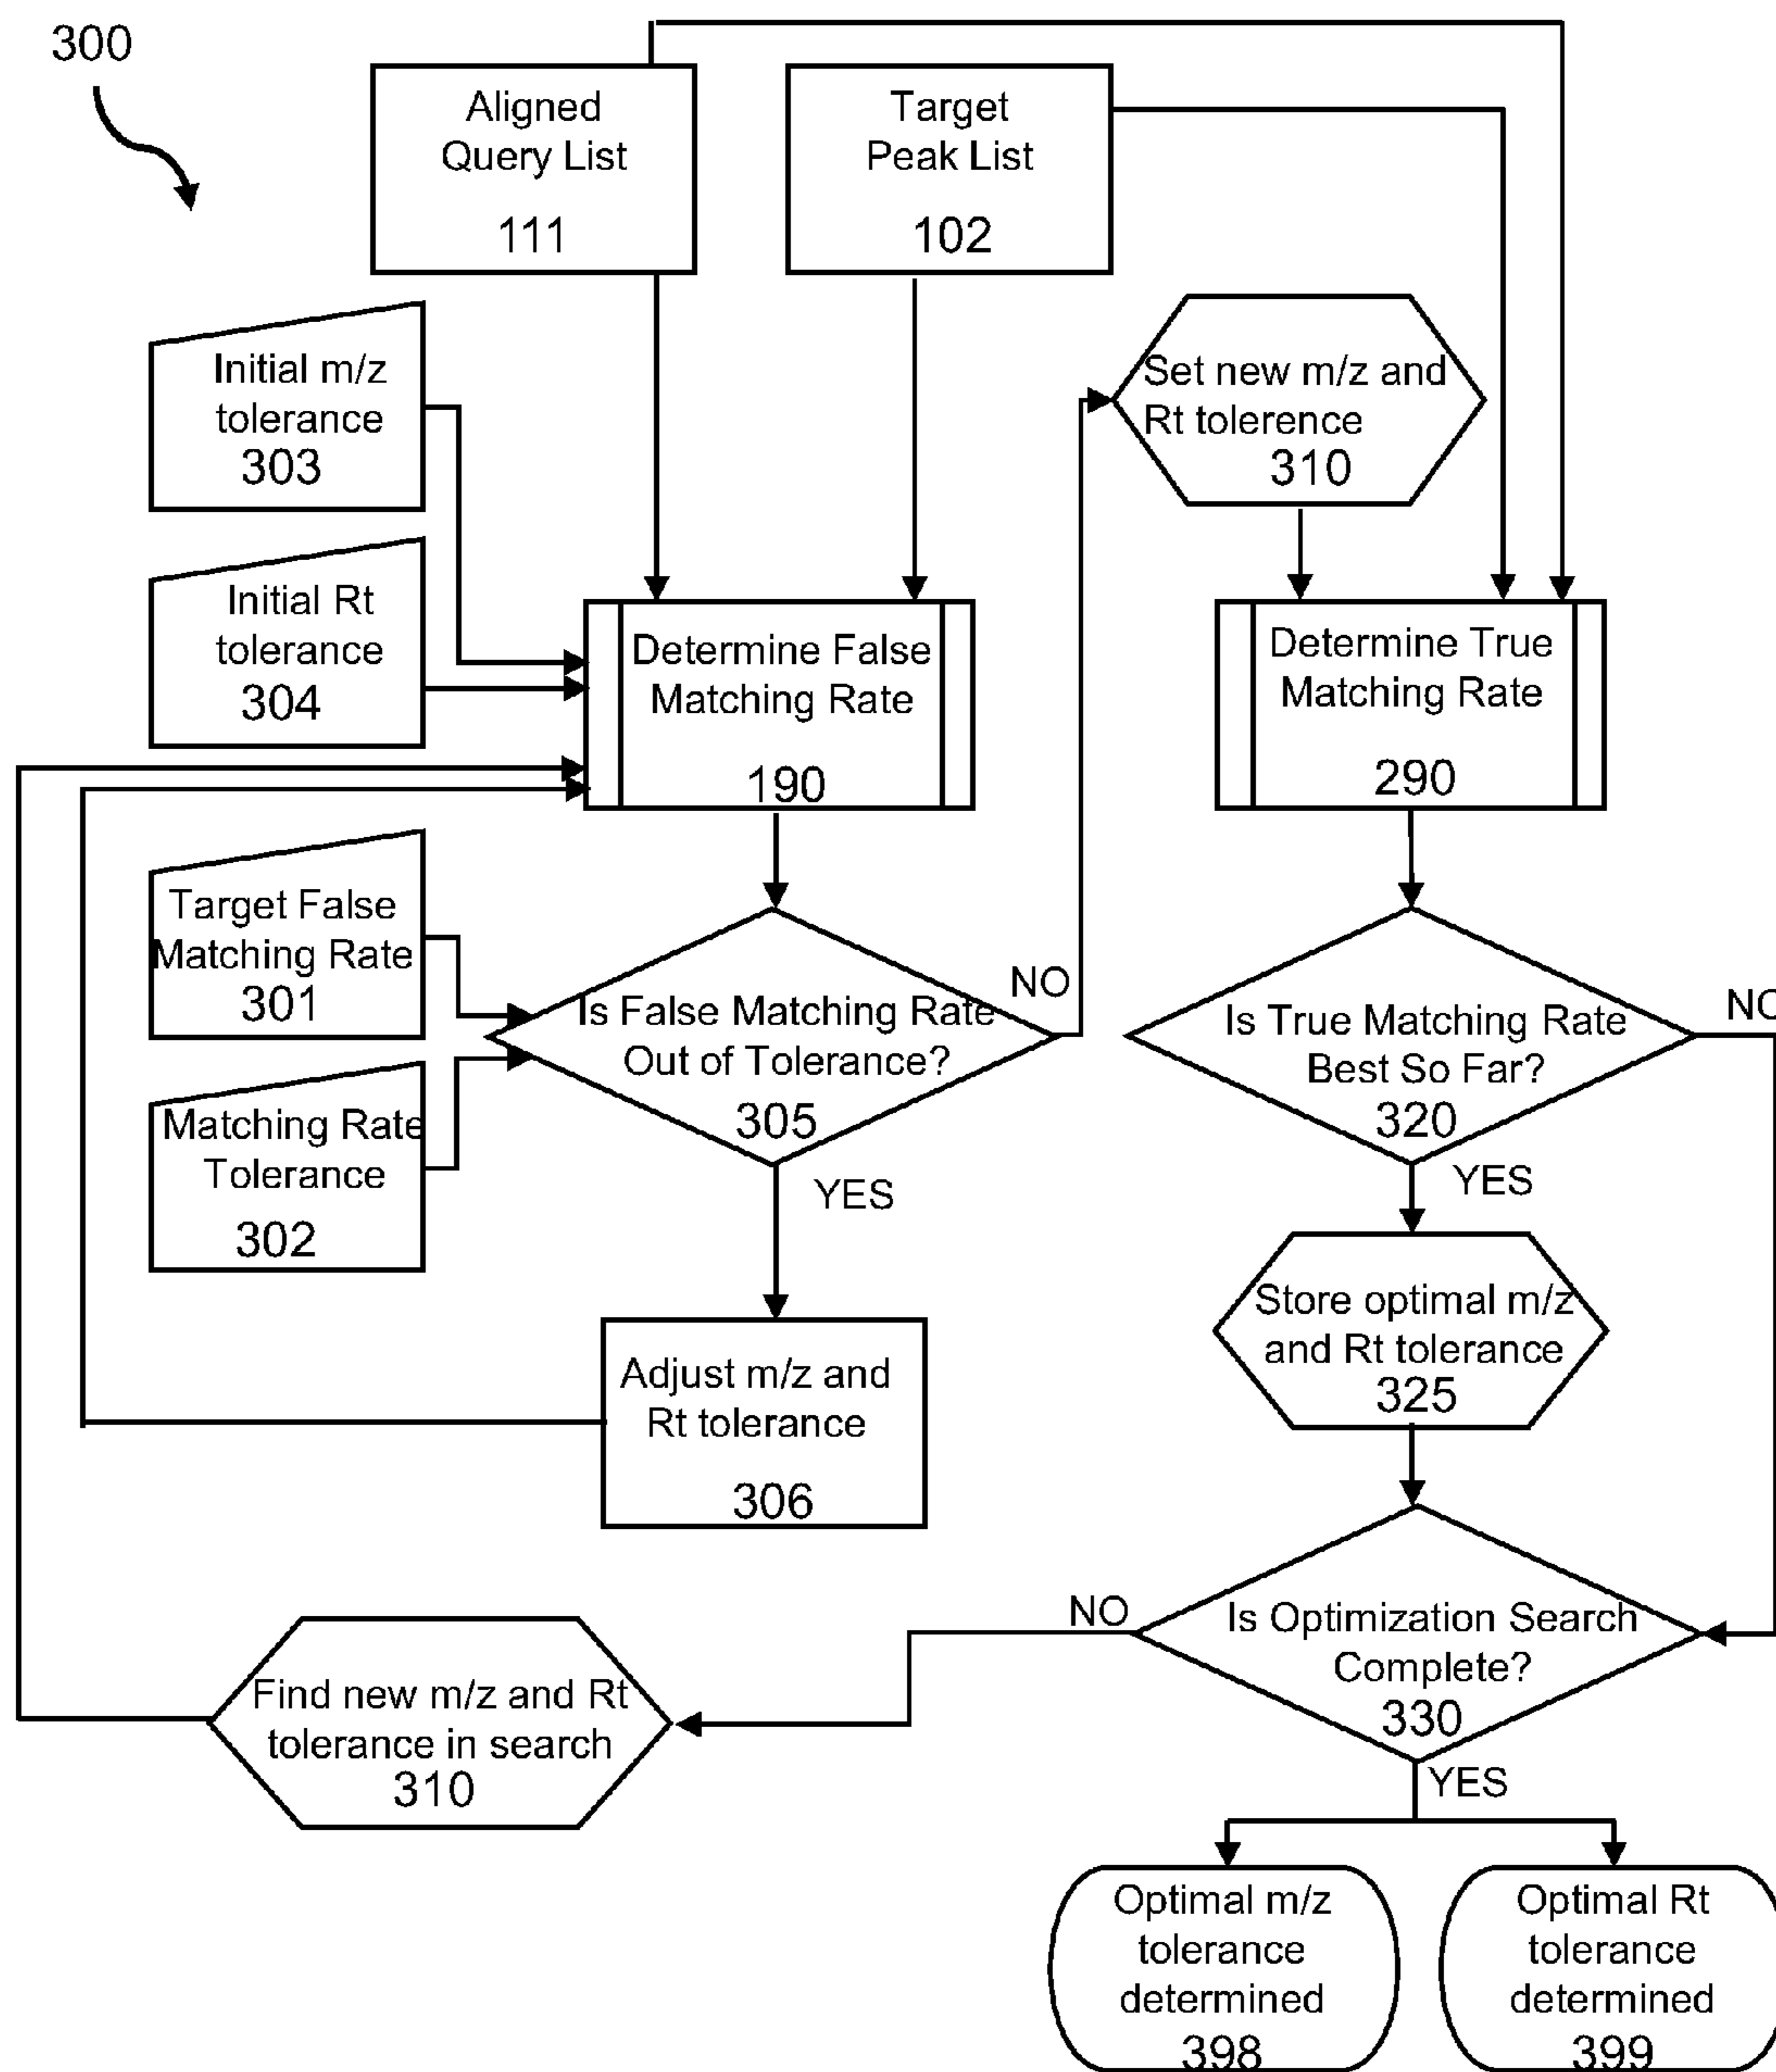 300
Aligned
Query List
111
Target
Peak List
102
Initial m/z
tolerance
303
Set new m/z and
Rt tolerence
310
Initial Rt
tolerance
304
Determine False
Matching Rate
190
Determine True
Matching Rate
290
Target False
Matching Rate
301
Is False Matching Rate
Out of Tolerance?
305
NO
Is True Matching Rate
Best So Far?
320
NO
Matching Rate
Tolerance
302
YES
YES
Adjust m/z and
Rt tolerance
306
Store optimal m/z
and Rt tolerance
325
Find new m/z and Rt
tolerance in search
310
NO
Is Optimization Search
Complete?
330
YES
Optimal m/z
tolerance
determined
398
Optimal Rt
tolerance
determined
399